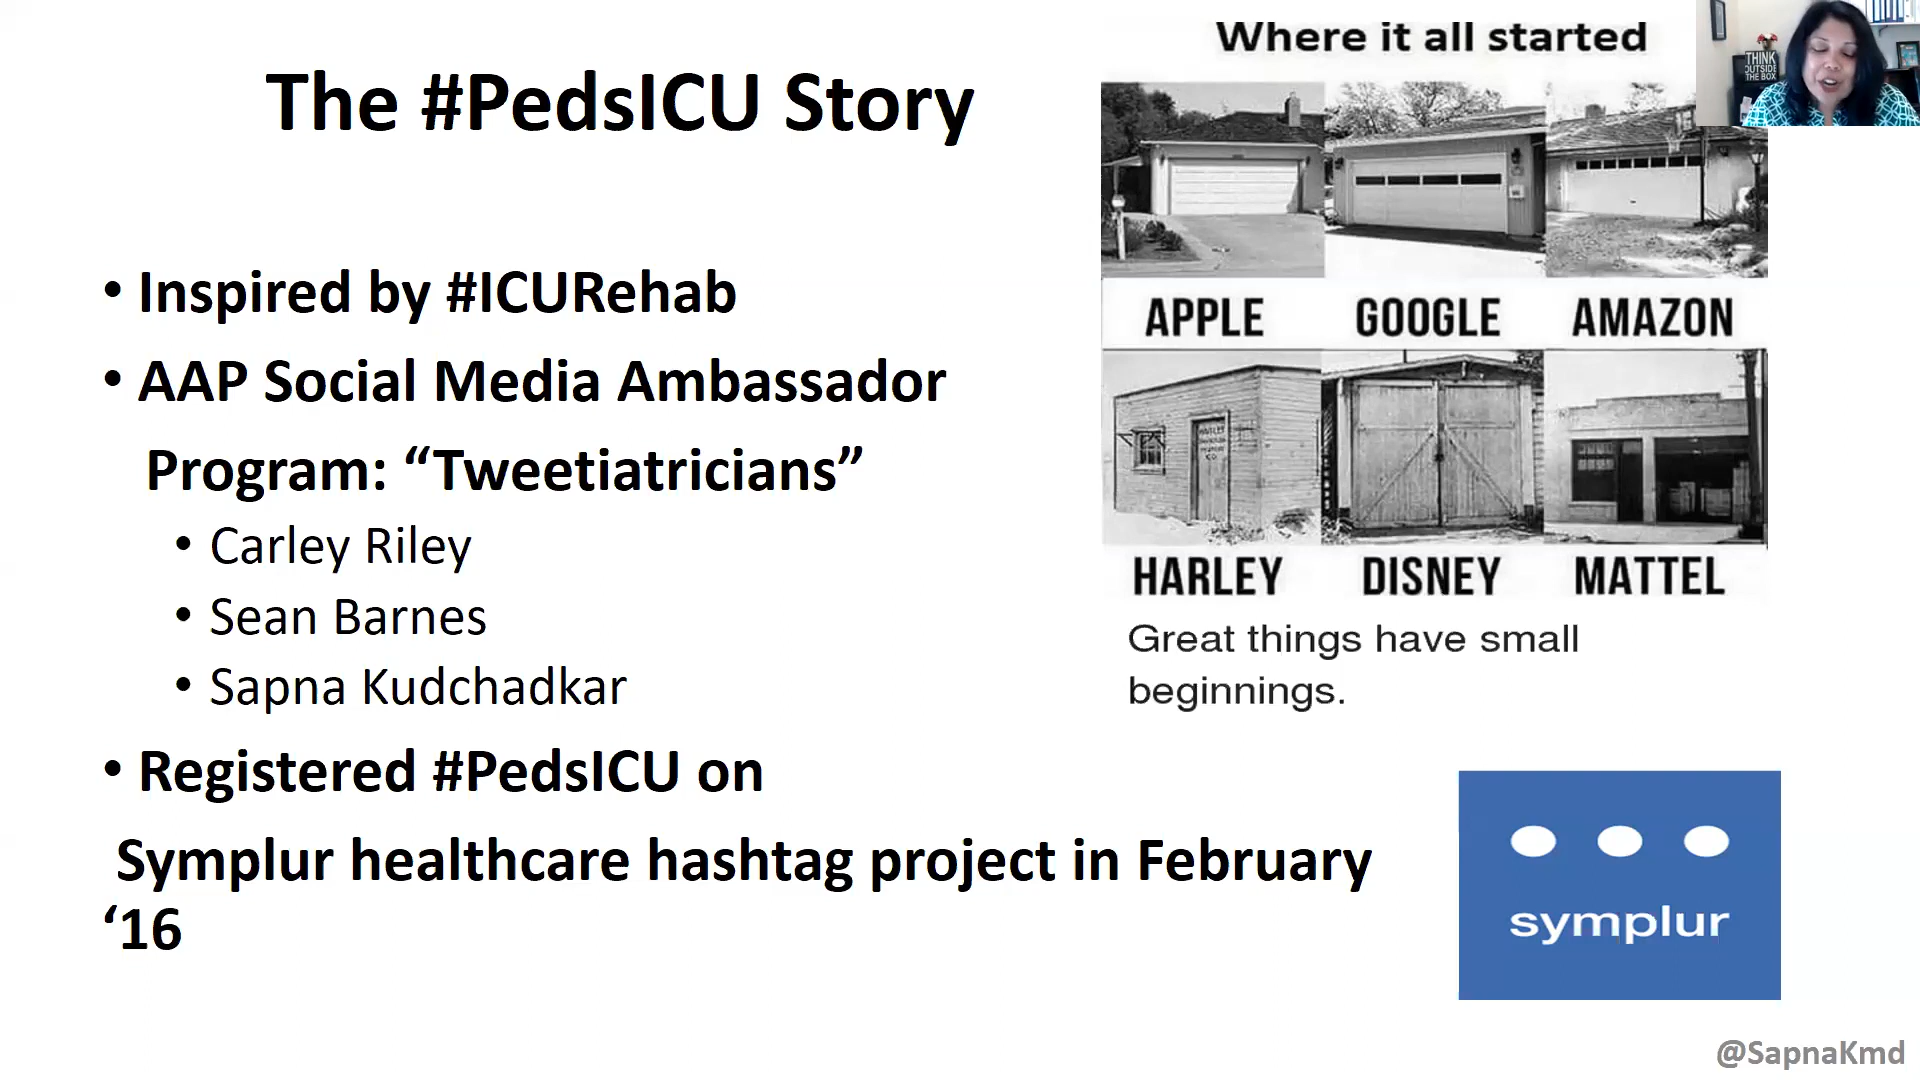 The #PedsICU Story
• Inspired by #ICURehab
• AAP Social Media Ambassador
Program: “Tweetiatricians”
• Carley Riley
• Sean Barnes
• Sapna Kudchadkar
• Registered #PedsICU on
Symplur healthcare hashtag project in February
‘16
Where it all started
APPLE GOOGLE AMAZON
HARLEY DISNEY MATTEL
Great things have small
beginnings.
symplur
@SapnaKmd
THINK
OUTSIDE
THE BOX